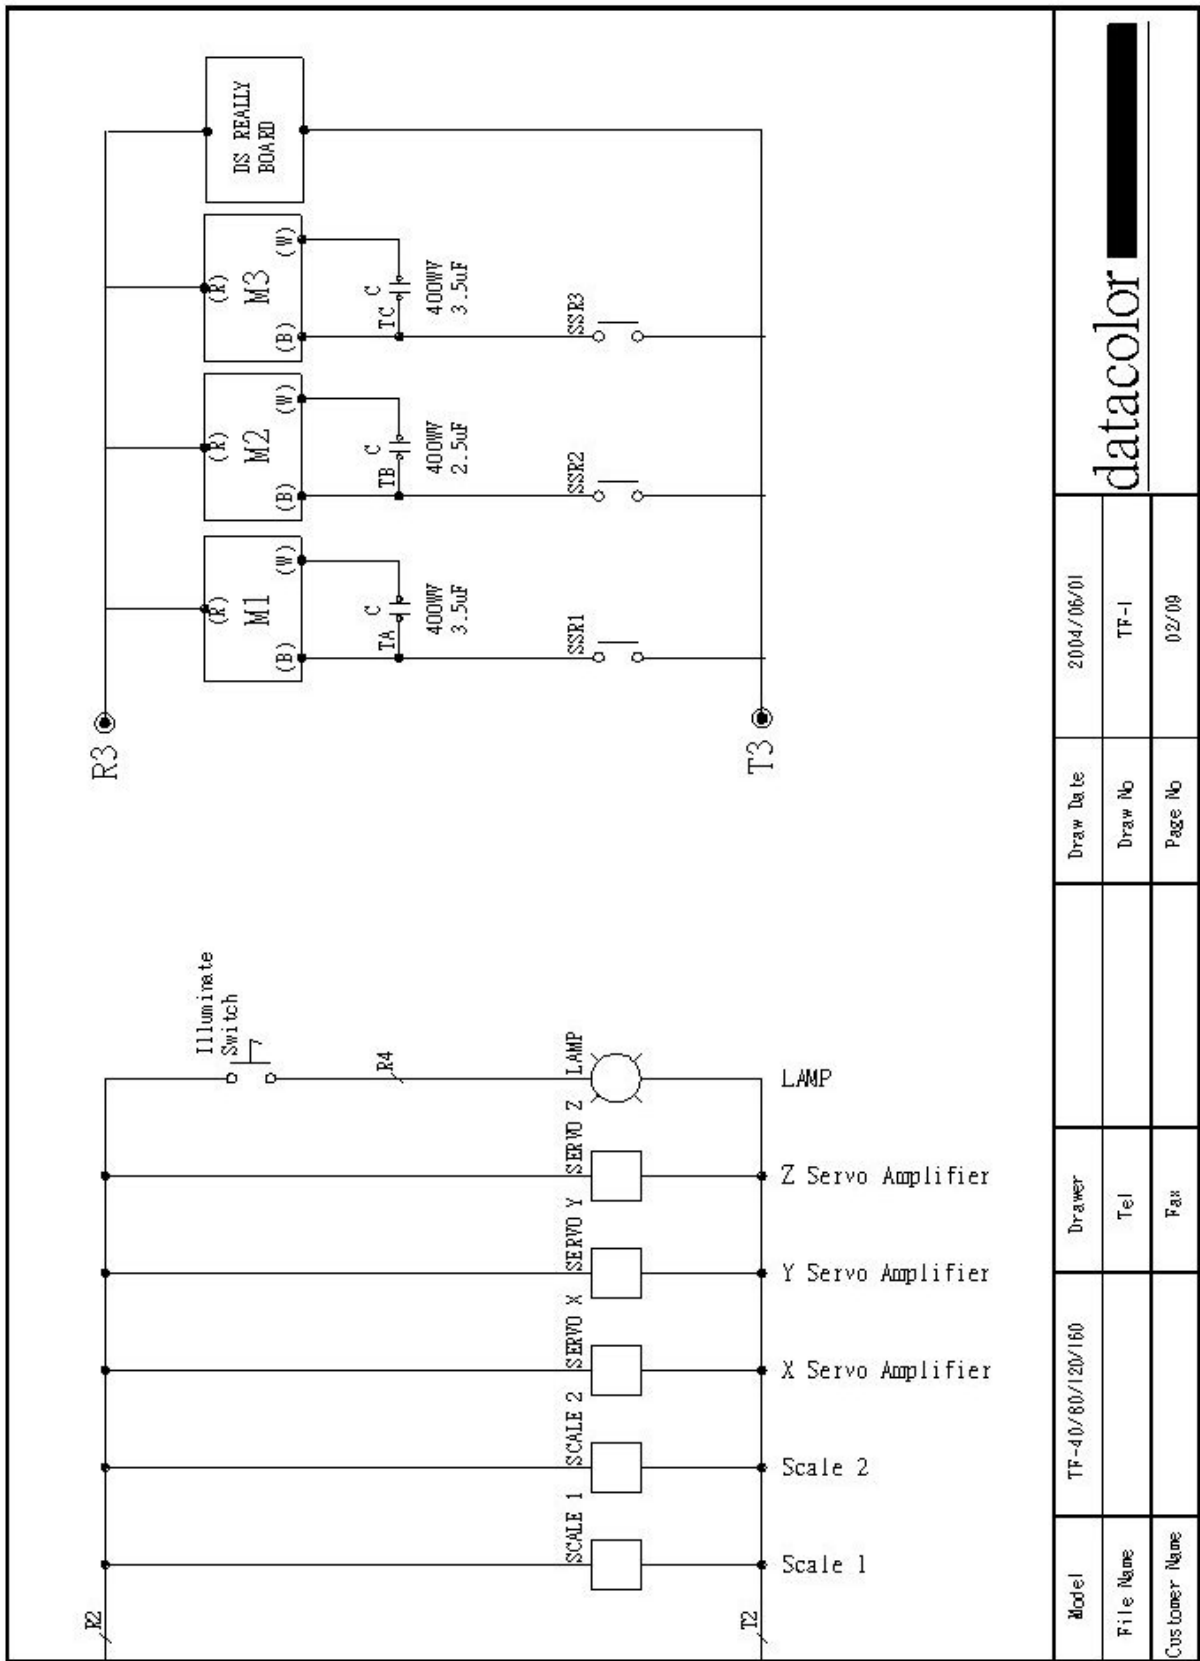 R2
T2
SCALE 1
SCALE 2
SERVO X
SERVO Y
SERVO Z
LAMP
Illuminate
Switch
R4
Scale 1
Scale 2
X Servo Amplifier
Y Servo Amplifier
Z Servo Amplifier
LAMP
R3
T3
(R)
M1
(B) (W)
TA C
400WV
3.5uF
SSR1
(R)
M2
(B) (W)
TB C
400WV
2.5uF
SSR2
(R)
M3
(B) (W)
TC C
400WV
3.5uF
SSR3
DS REALLY
BOARD
Model TF-40/80/120/160 Drawer Draw Date 2004/06/01
File Name Tel Draw No TF-1
Customer Name Fax Page No 02/09
datacolor